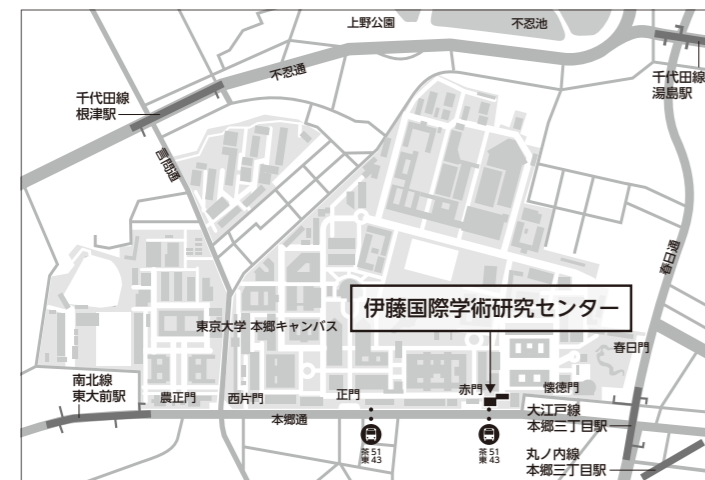 上野公園
不忍池
不忍通
千代田線
湯島駅
千代田線
根津駅
言問通
春日通
伊藤国際学術研究センター
東京大学 本郷キャンパス
春日門
南北線
東大前駅
農正門
西片門
正門
赤門
懐徳門
本郷通
大江戸線
本郷三丁目駅
茶51
東43
茶51
東43
丸ノ内線
本郷三丁目駅